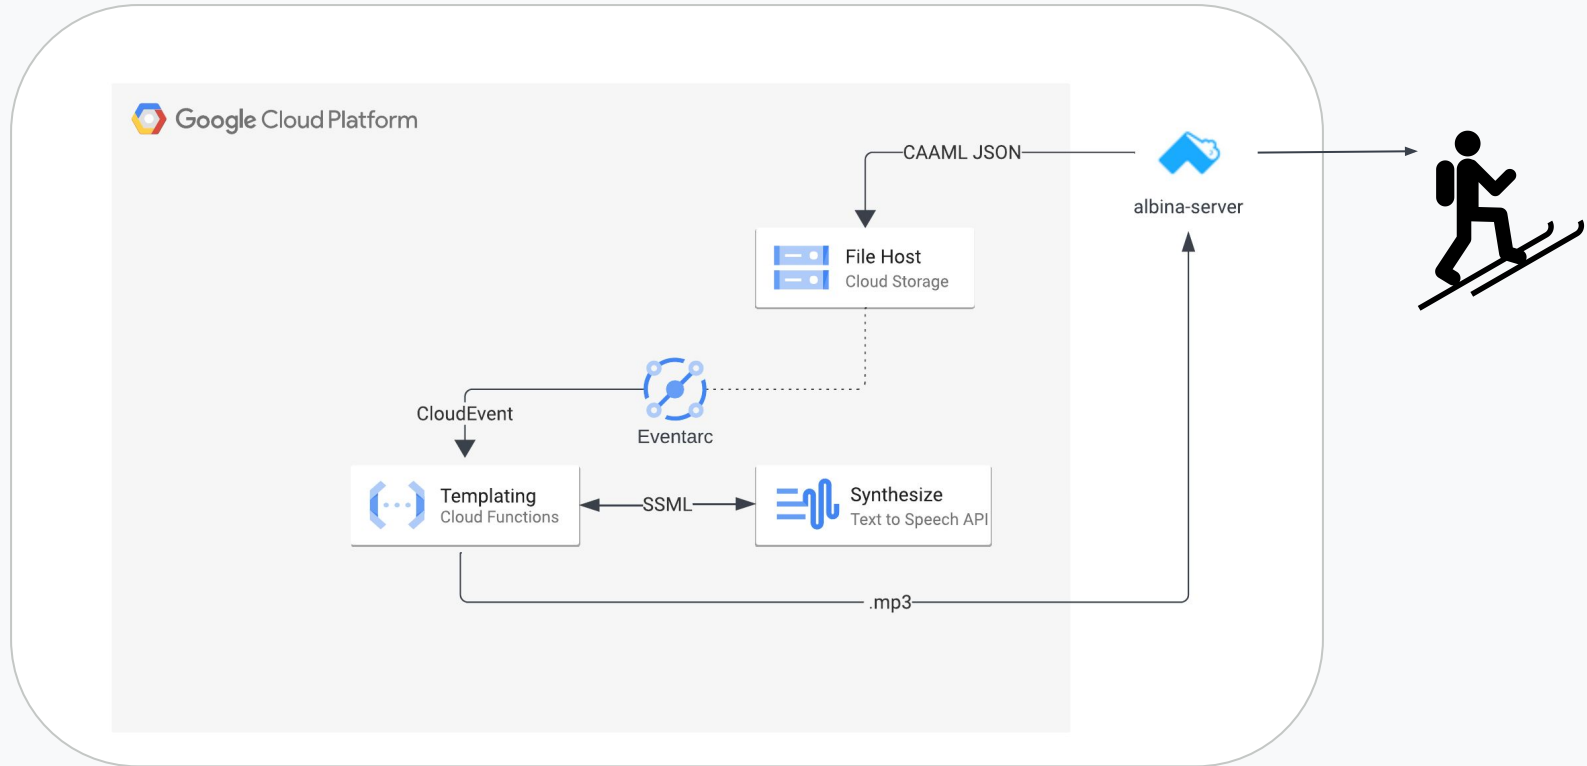 Google Cloud Platform
CAAML JSON
albina-server
File Host
Cloud Storage
CloudEvent
Eventarc
Templating
Cloud Functions
SSML
Synthesize
Text to Speech API
.mp3